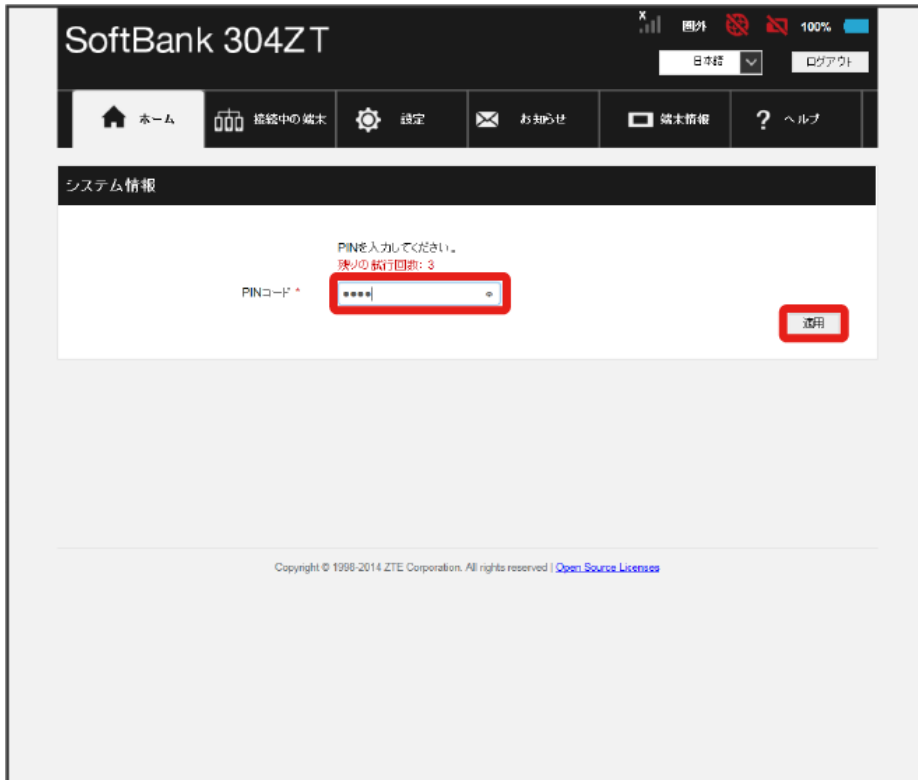 SoftBank 304ZT
圏外 100%
日本語 ログアウト
ホーム 接続中の端末 設定 お知らせ 端末情報 ? ヘルプ
システム情報
PINを入力してください。
残りの試行回数: 3
PINコード *
••••
適用
Copyright © 1998-2014 ZTE Corporation. All rights reserved | Open Source Licenses